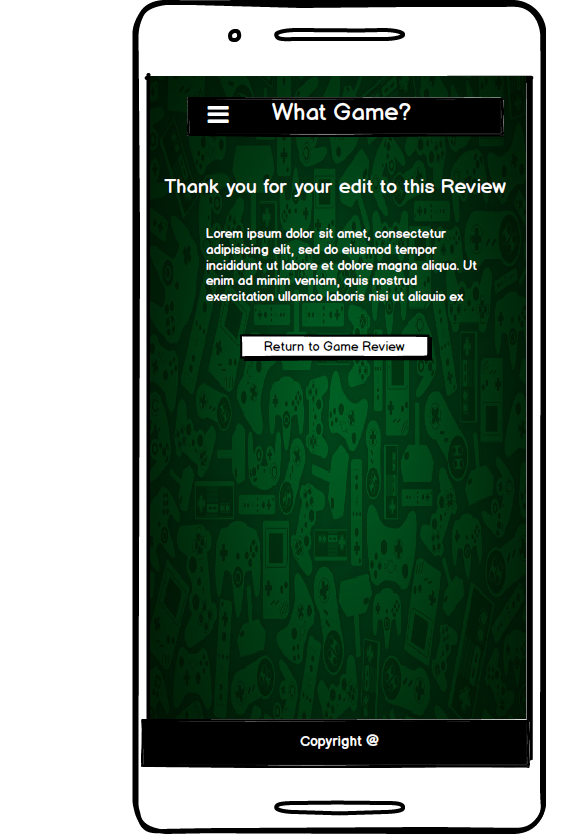 What Game?
Thank you for your edit to this Review
Lorem ipsum dolor sit amet, consectetur
adipisicing elit, sed do eiusmod tempor
incididunt ut labore et dolore magna aliqua. Ut
enim ad minim veniam, quis nostrud
exercitation ullamco laboris nisi ut aliquip ex
Return to Game Review
Copyright @